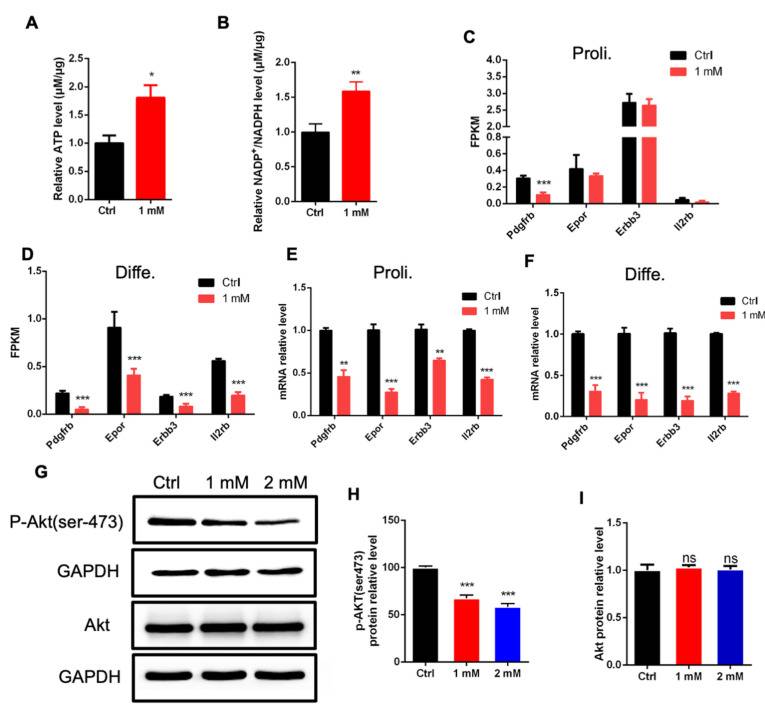 A
Relative ATP level (μM/μg)
2.5
2.0
1.5
1.0
0.5
0.0
*
Ctrl
1 mM
B
Relative NADP⁺/NADPH level (μM/μg)
2.0
1.5
1.0
0.5
0.0
**
Ctrl
1 mM
C
Proli.
Ctrl
1 mM
FPKM
3.0
2.5
2.0
1.5
1.0
0.6
0.4
0.2
0.0
***
Pdgfrb
Epor
Erbb3
Il2rb
D
Diffe.
Ctrl
1 mM
FPKM
1.5
1.0
0.5
0.0
***
***
***
***
Pdgfrb
Epor
Erbb3
Il2rb
E
Proli.
Ctrl
1 mM
mRNA relative level
1.5
1.0
0.5
0.0
**
***
**
***
Pdgfrb
Epor
Erbb3
Il2rb
F
Diffe.
Ctrl
1 mM
mRNA relative level
1.5
1.0
0.5
0.0
***
***
***
***
Pdgfrb
Epor
Erbb3
Il2rb
G
Ctrl 1 mM 2 mM
P-Akt(ser-473)
GAPDH
Akt
GAPDH
H
p-AKT(ser473)
protein relative level
150
100
50
0
***
***
Ctrl
1 mM
2 mM
I
Akt protein relative level
1.5
1.0
0.5
0.0
ns
ns
Ctrl
1 mM
2 mM